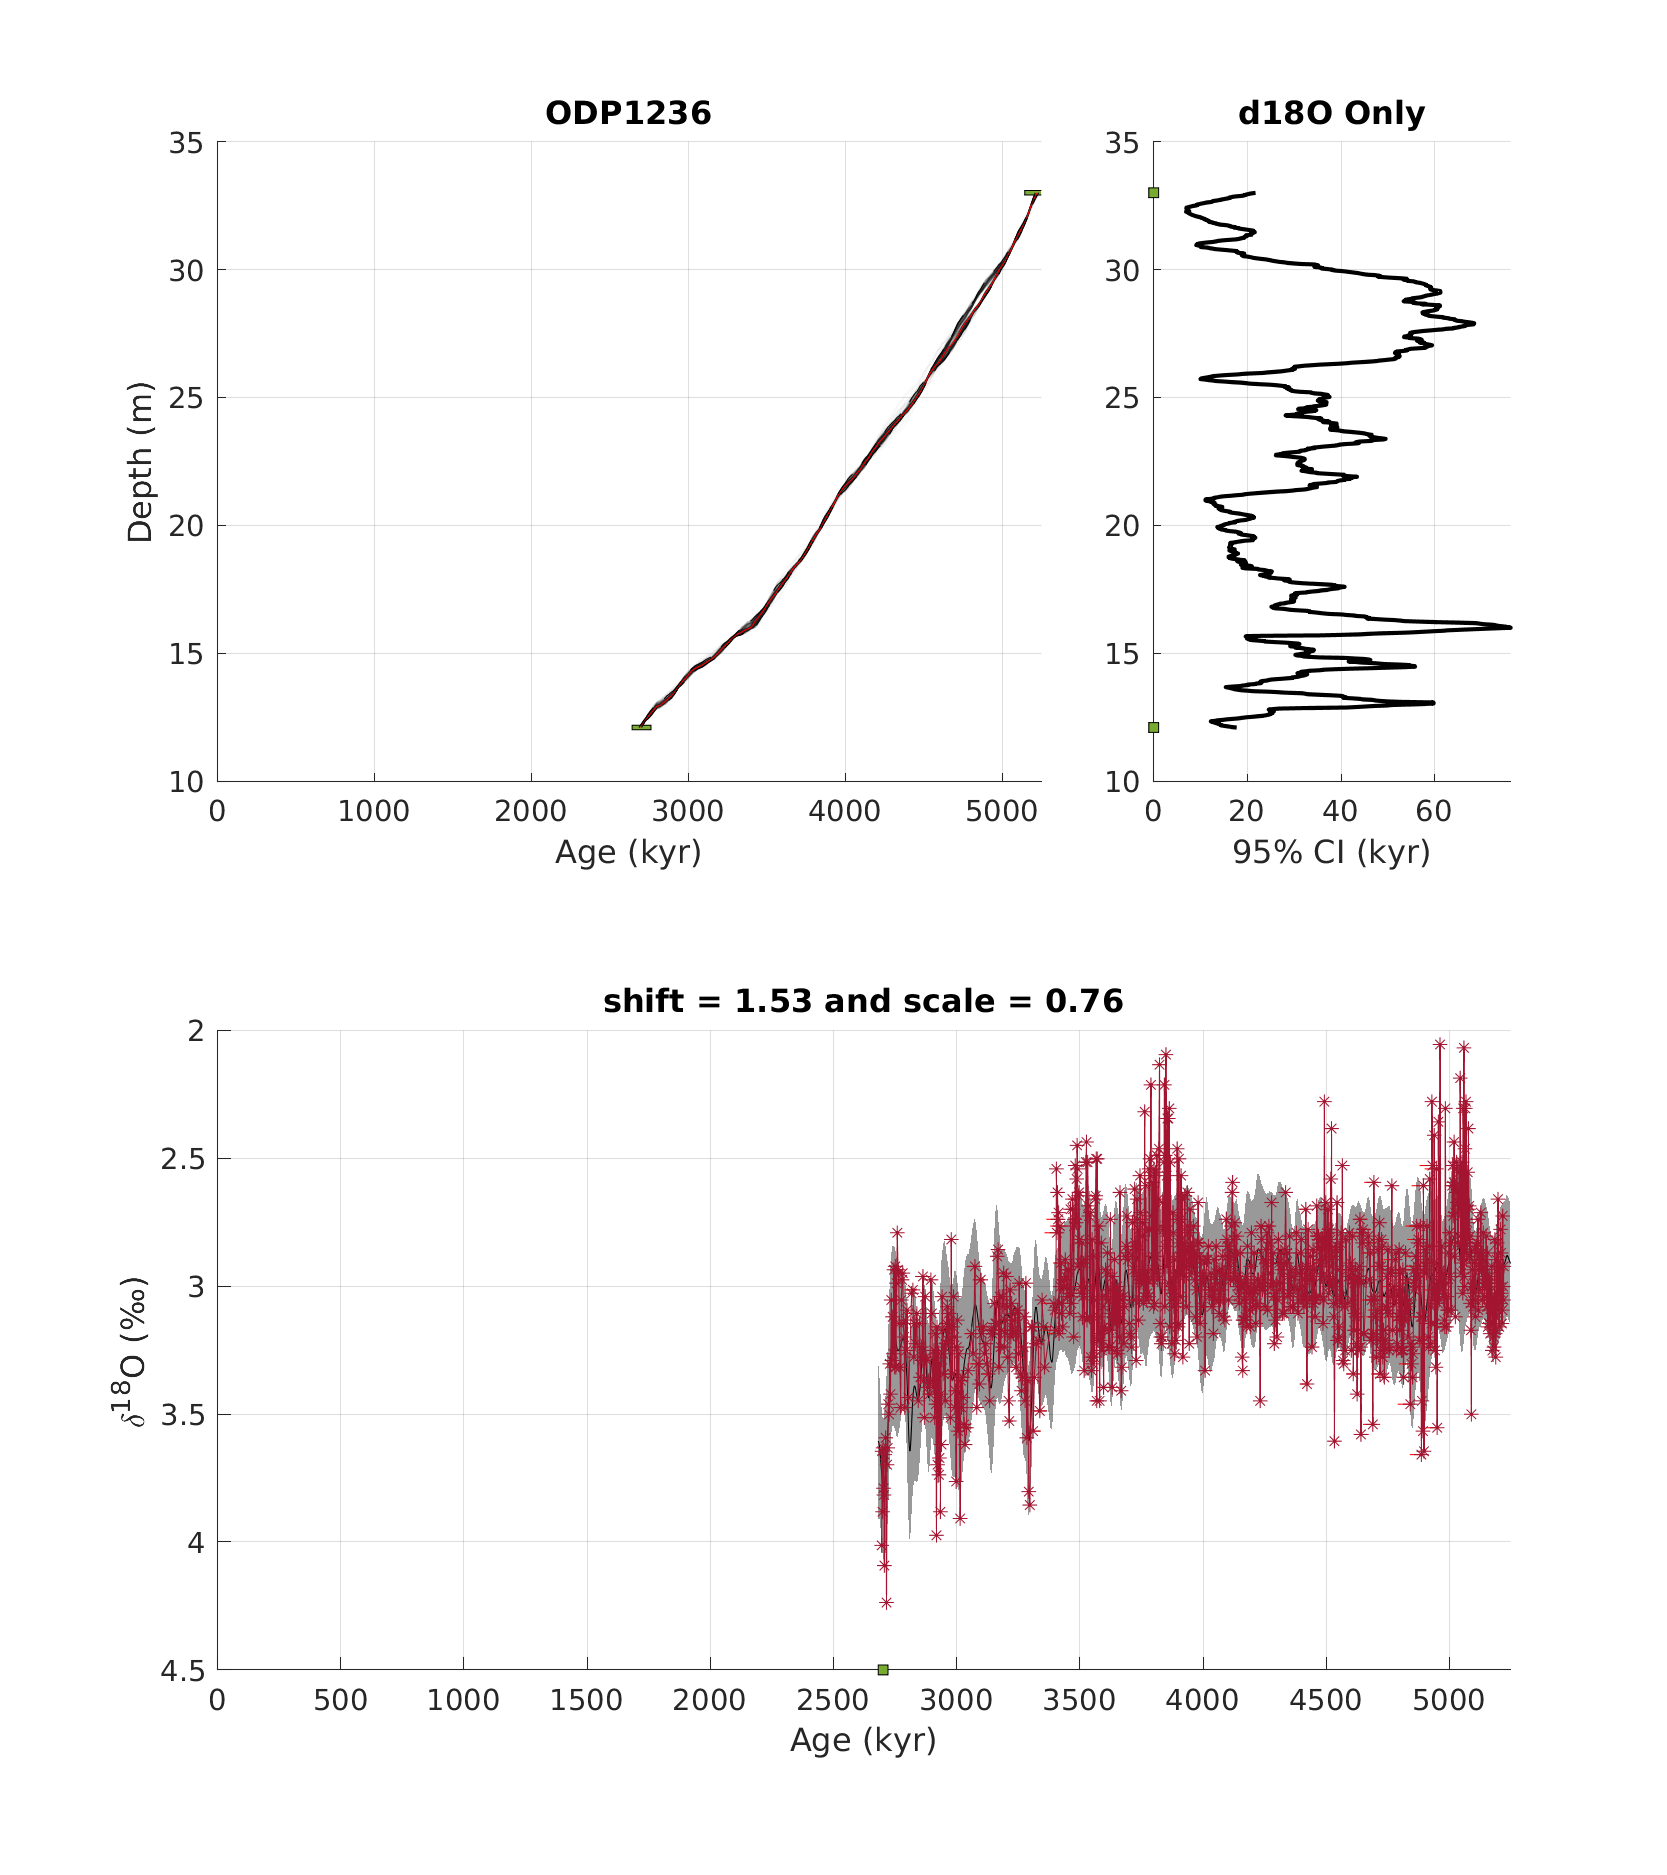 ODP1236
d18O Only
35
30
25
20
15
10
Depth (m)
0 1000 2000 3000 4000 5000
Age (kyr)
35
30
25
20
15
10
0 20 40 60
95% CI (kyr)
shift = 1.53 and scale = 0.76
2
2.5
3
3.5
4
4.5
δ¹⁸O (‰)
0 500 1000 1500 2000 2500 3000 3500 4000 4500 5000
Age (kyr)